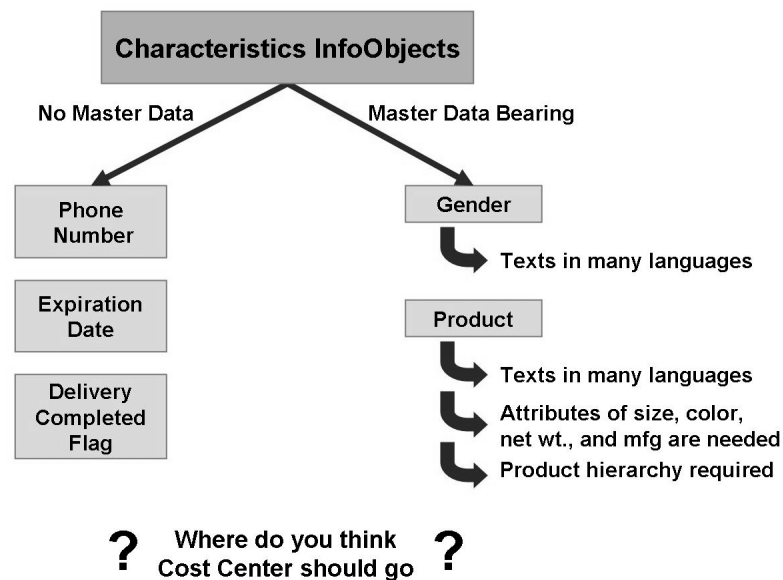 Characteristics InfoObjects
No Master Data
Master Data Bearing
Phone
Number
Expiration
Date
Delivery
Completed
Flag
Gender
Texts in many languages
Product
Texts in many languages
Attributes of size, color,
net wt., and mfg are needed
Product hierarchy required
? Where do you think ?
Cost Center should go